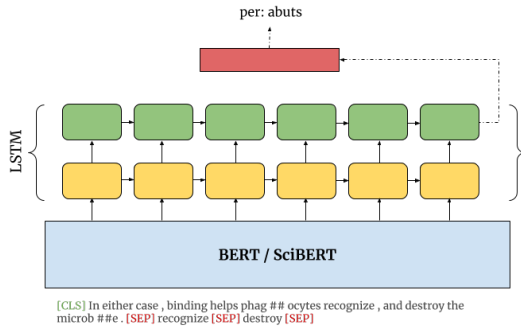 per: abuts
LSTM
BERT / SciBERT
[CLS] In either case , binding helps phag ## ocytes recognize , and destroy the
microb ##e . [SEP] recognize [SEP] destroy [SEP]